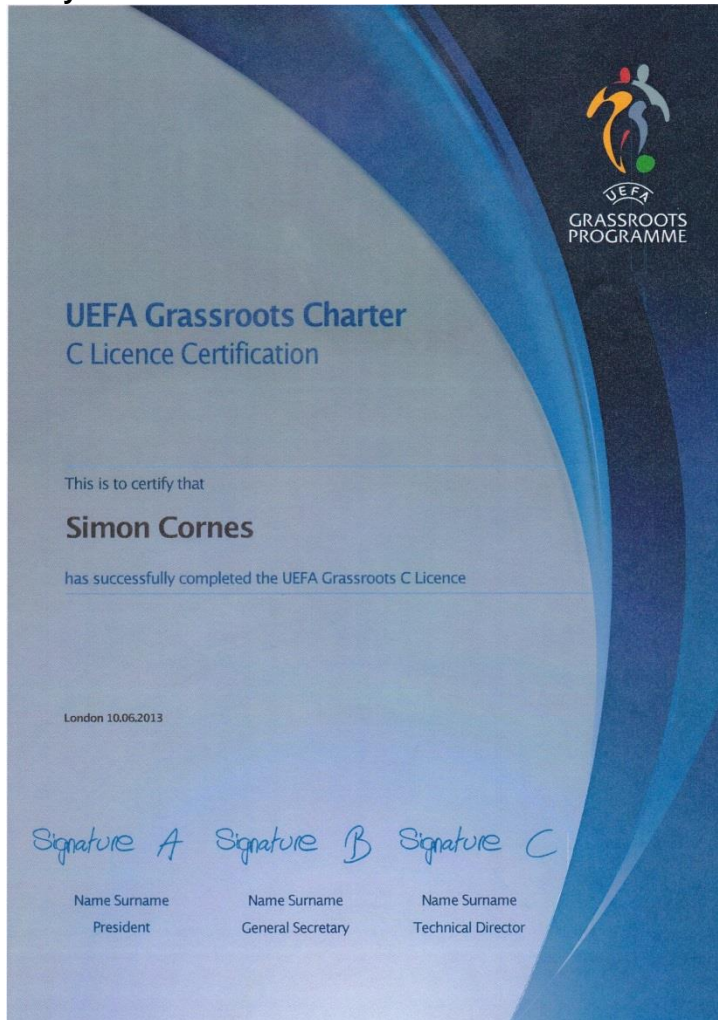 UEFA
GRASSROOTS
PROGRAMME
UEFA Grassroots Charter
C Licence Certification
This is to certify that
Simon Cornes
has successfully completed the UEFA Grassroots C Licence
London 10.06.2013
Signature A Signature B Signature C
Name Surname Name Surname Name Surname
President General Secretary Technical Director